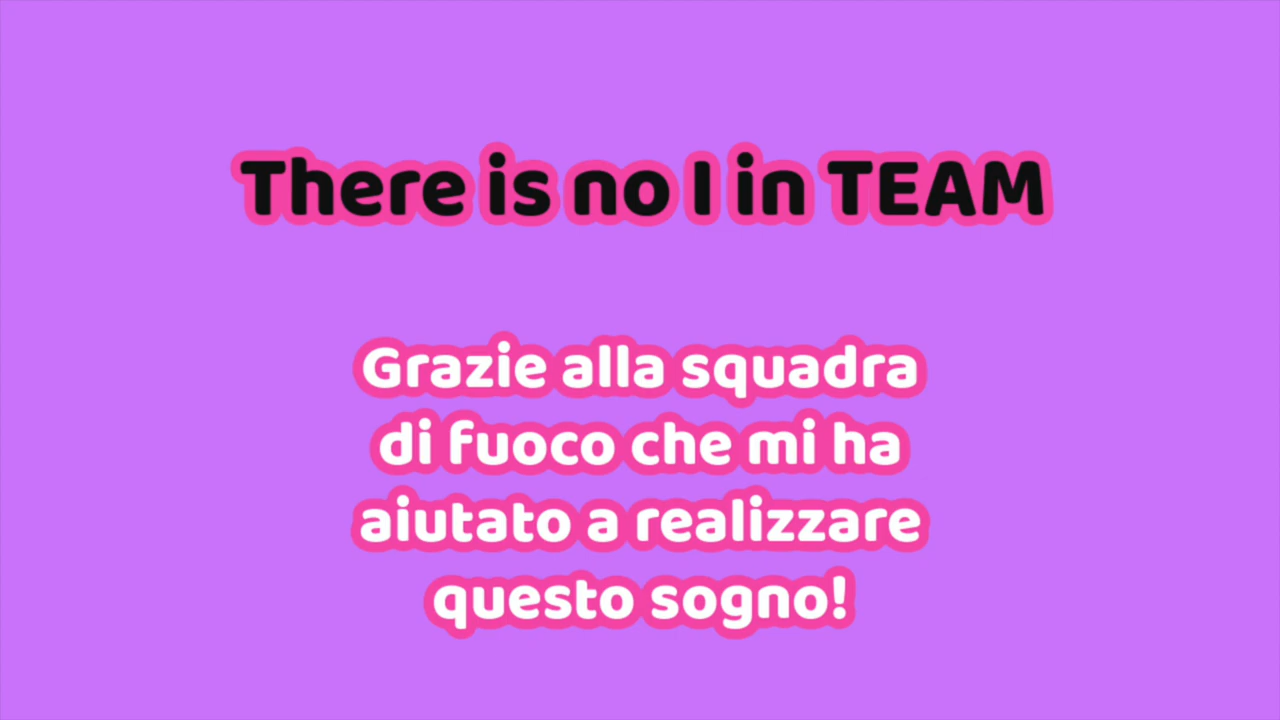 There is no I in TEAM
Grazie alla squadra
di fuoco che mi ha
aiutato a realizzare
questo sogno!